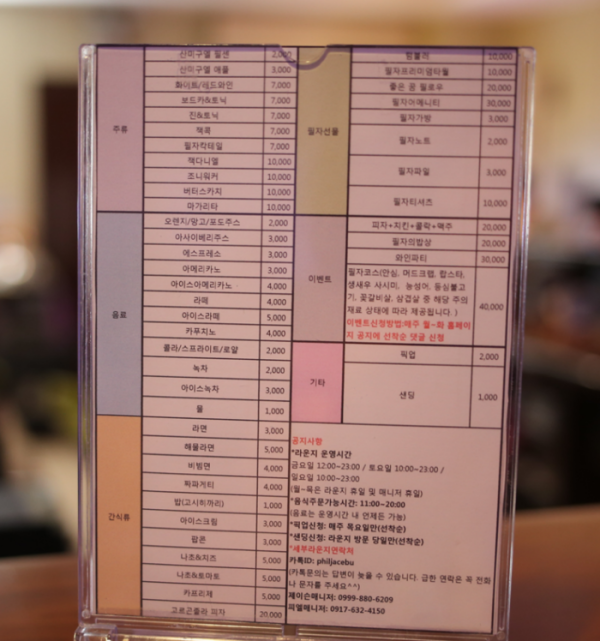 산미구엘 필센 2,000
산미구엘 애플 3,000
주류
화이트/레드와인 7,000
보드카&토닉 7,000
진&토닉 7,000
잭콕 7,000
필자칵테일 7,000
잭다니엘 10,000
조니워커 10,000
버터스카치 10,000
마가리타 10,000
음료
오렌지/망고/포도주스 2,000
아사이베리주스 3,000
에스프레소 3,000
아메리카노 3,000
아이스아메리카노 4,000
라떼 4,000
아이스라떼 5,000
카푸치노 4,000
콜라/스프라이트/로얄 2,000
녹차 2,000
아이스녹차 3,000
물 1,000
간식류
라면 3,000
해물라면 5,000
비빔면 4,000
짜파게티 4,000
밥(고시히까리) 1,000
아이스크림 3,000
팝콘 3,000
나초&치즈 5,000
나초&토마토 5,000
카프리제 5,000
고르곤졸라 피자 20,000
필자선물
텀블러 10,000
필자프리미엄타월 10,000
좋은 꿈 필로우 20,000
필자어메니티 30,000
필자가방 3,000
필자노트 2,000
필자파일 3,000
필자티셔츠 10,000
이벤트
피자+치킨+폴락+맥주 20,000
필자의밥상 20,000
와인파티 30,000
필자코스(안심, 머드크랩, 랍스타,
생새우 사시미, 농성어, 등심불고
기, 꽃갈비살, 삼겹살 중 해당 주의
재료 상태에 따라 제공됩니다. )
이벤트신청방법:매주 월~화 홈페이
지 공지에 선착순 댓글 신청
40,000
기타
픽업 2,000
샌딩 1,000
공지사항
*라운지 운영시간
금요일 12:00~23:00 / 토요일 10:00~23:00 /
일요일 10:00~23:00
(월~목은 라운지 휴일 및 매니저 휴일)
*음식주문가능시간: 11:00~20:00
(음료는 운영시간 내 언제든 가능)
*픽업신청: 매주 목요일만(선착순)
*샌딩신청: 라운지 방문 당일만(선착순)
*세부라운지연락처
카톡ID: philjacebu
(카톡문의는 답변이 늦을 수 있습니다. 급한 연락은 꼭 전화
나 문자를 주세요^^)
제이슨매니저: 0999-880-6209
파델매니저: 0917-632-4150